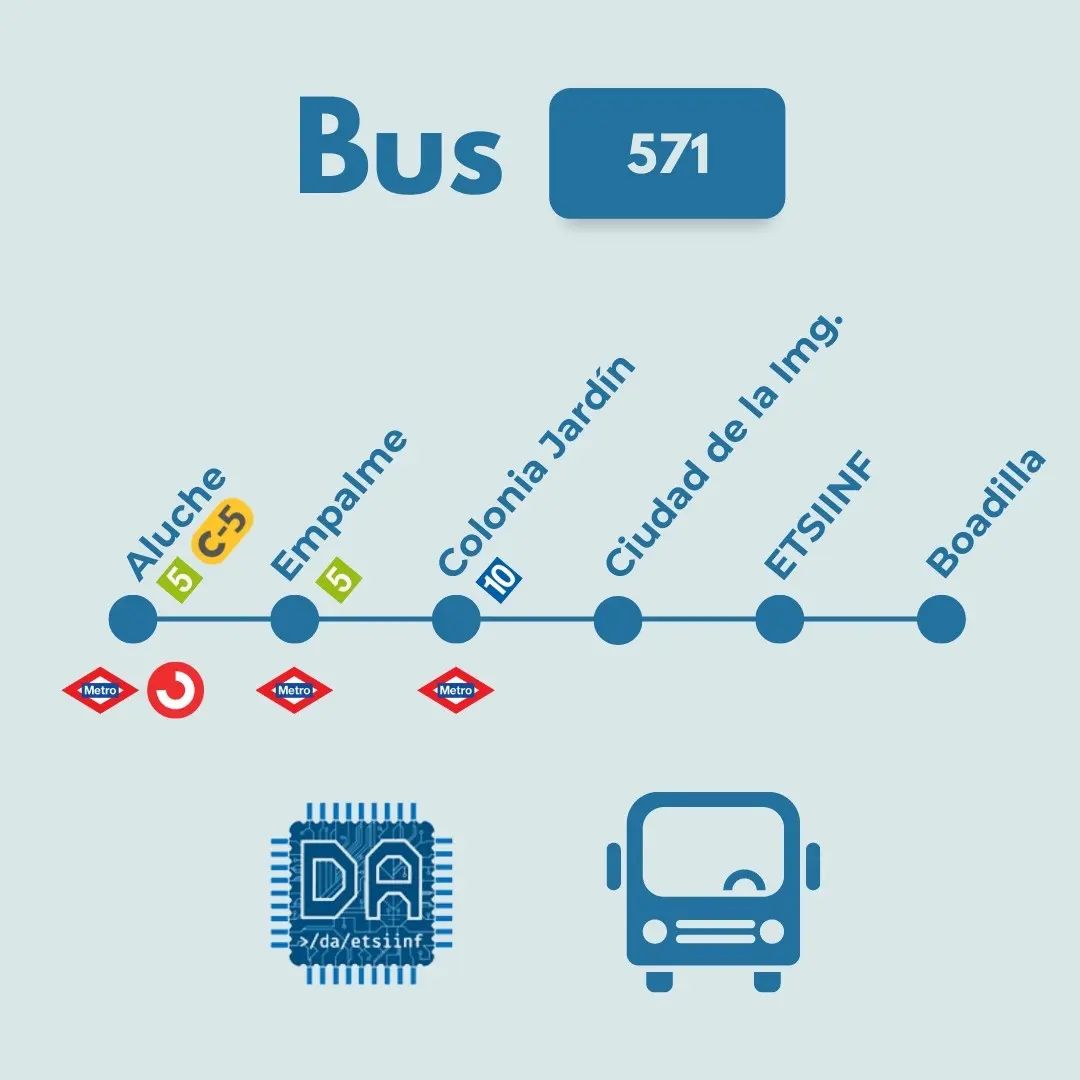 Bus 571
Aluche
5 C-5
Empalme
5
Colonia Jardín
10
Ciudad de la Img.
ETSIINF
Boadilla
Metro
Metro
Metro
DA
>/da/etsiinf